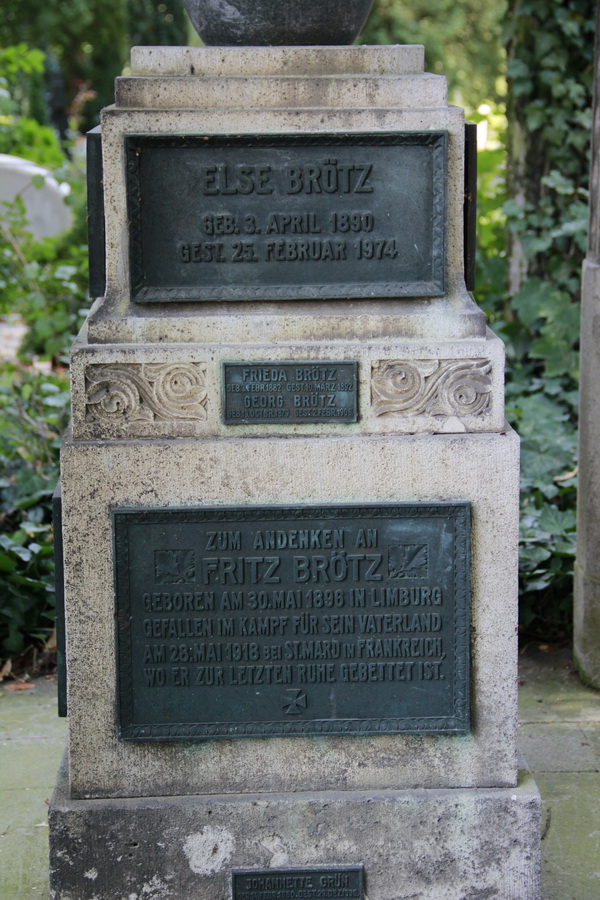 ELSE BRÖTZ
GEB. 3. APRIL 1890
GEST. 25. FEBRUAR 1974
FRIEDA BRÖTZ
GEORG BRÖTZ
ZUM ANDENKEN AN
FRITZ BRÖTZ
GEBOREN AM 30. MAI 1896 IN LIMBURG
GEFALLEN IM KAMPF FÜR SEIN VATERLAND
AM 28. MAI 1918 BEI ST. MARD IN FRANKREICH,
WO ER ZUR LETZTEN RUHE GEBETTET IST.
JOHANNETTE GRÜN